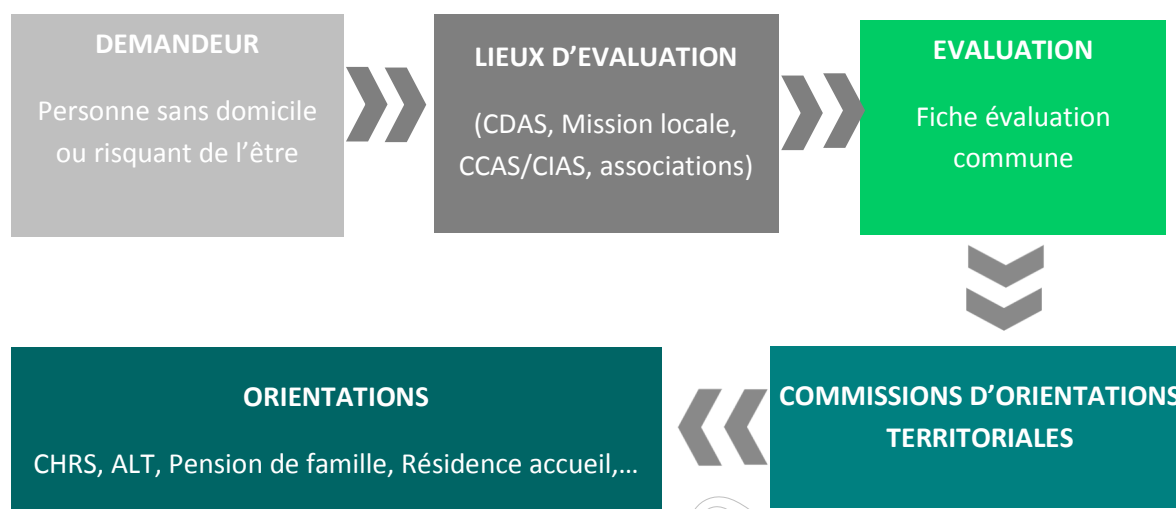 DEMANDEUR
Personne sans domicile
ou risquant de l’être
LIEUX D’EVALUATION
(CDAS, Mission locale,
CCAS/CIAS, associations)
EVALUATION
Fiche évaluation
commune
COMMISSIONS D’ORIENTATIONS
TERRITORIALES
ORIENTATIONS
CHRS, ALT, Pension de famille, Résidence accueil,…